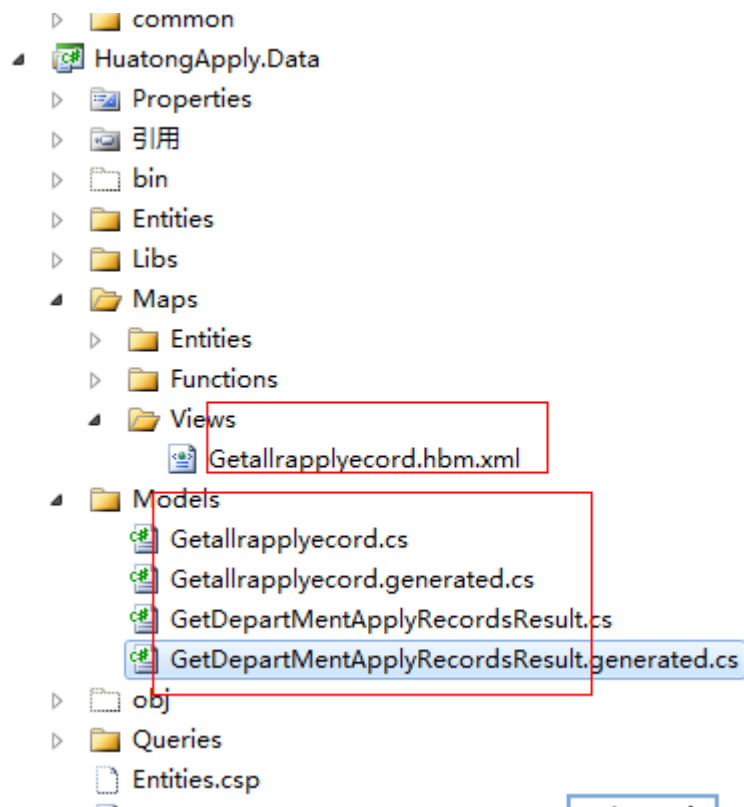 common
HuatongApply.Data
Properties
引用
bin
Entities
Libs
Maps
Entities
Functions
Views
Getallrapplyecord.hbm.xml
Models
Getallrapplyecord.cs
Getallrapplyecord.generated.cs
GetDepartMentApplyRecordsResult.cs
GetDepartMentApplyRecordsResult.generated.cs
obj
Queries
Entities.csp